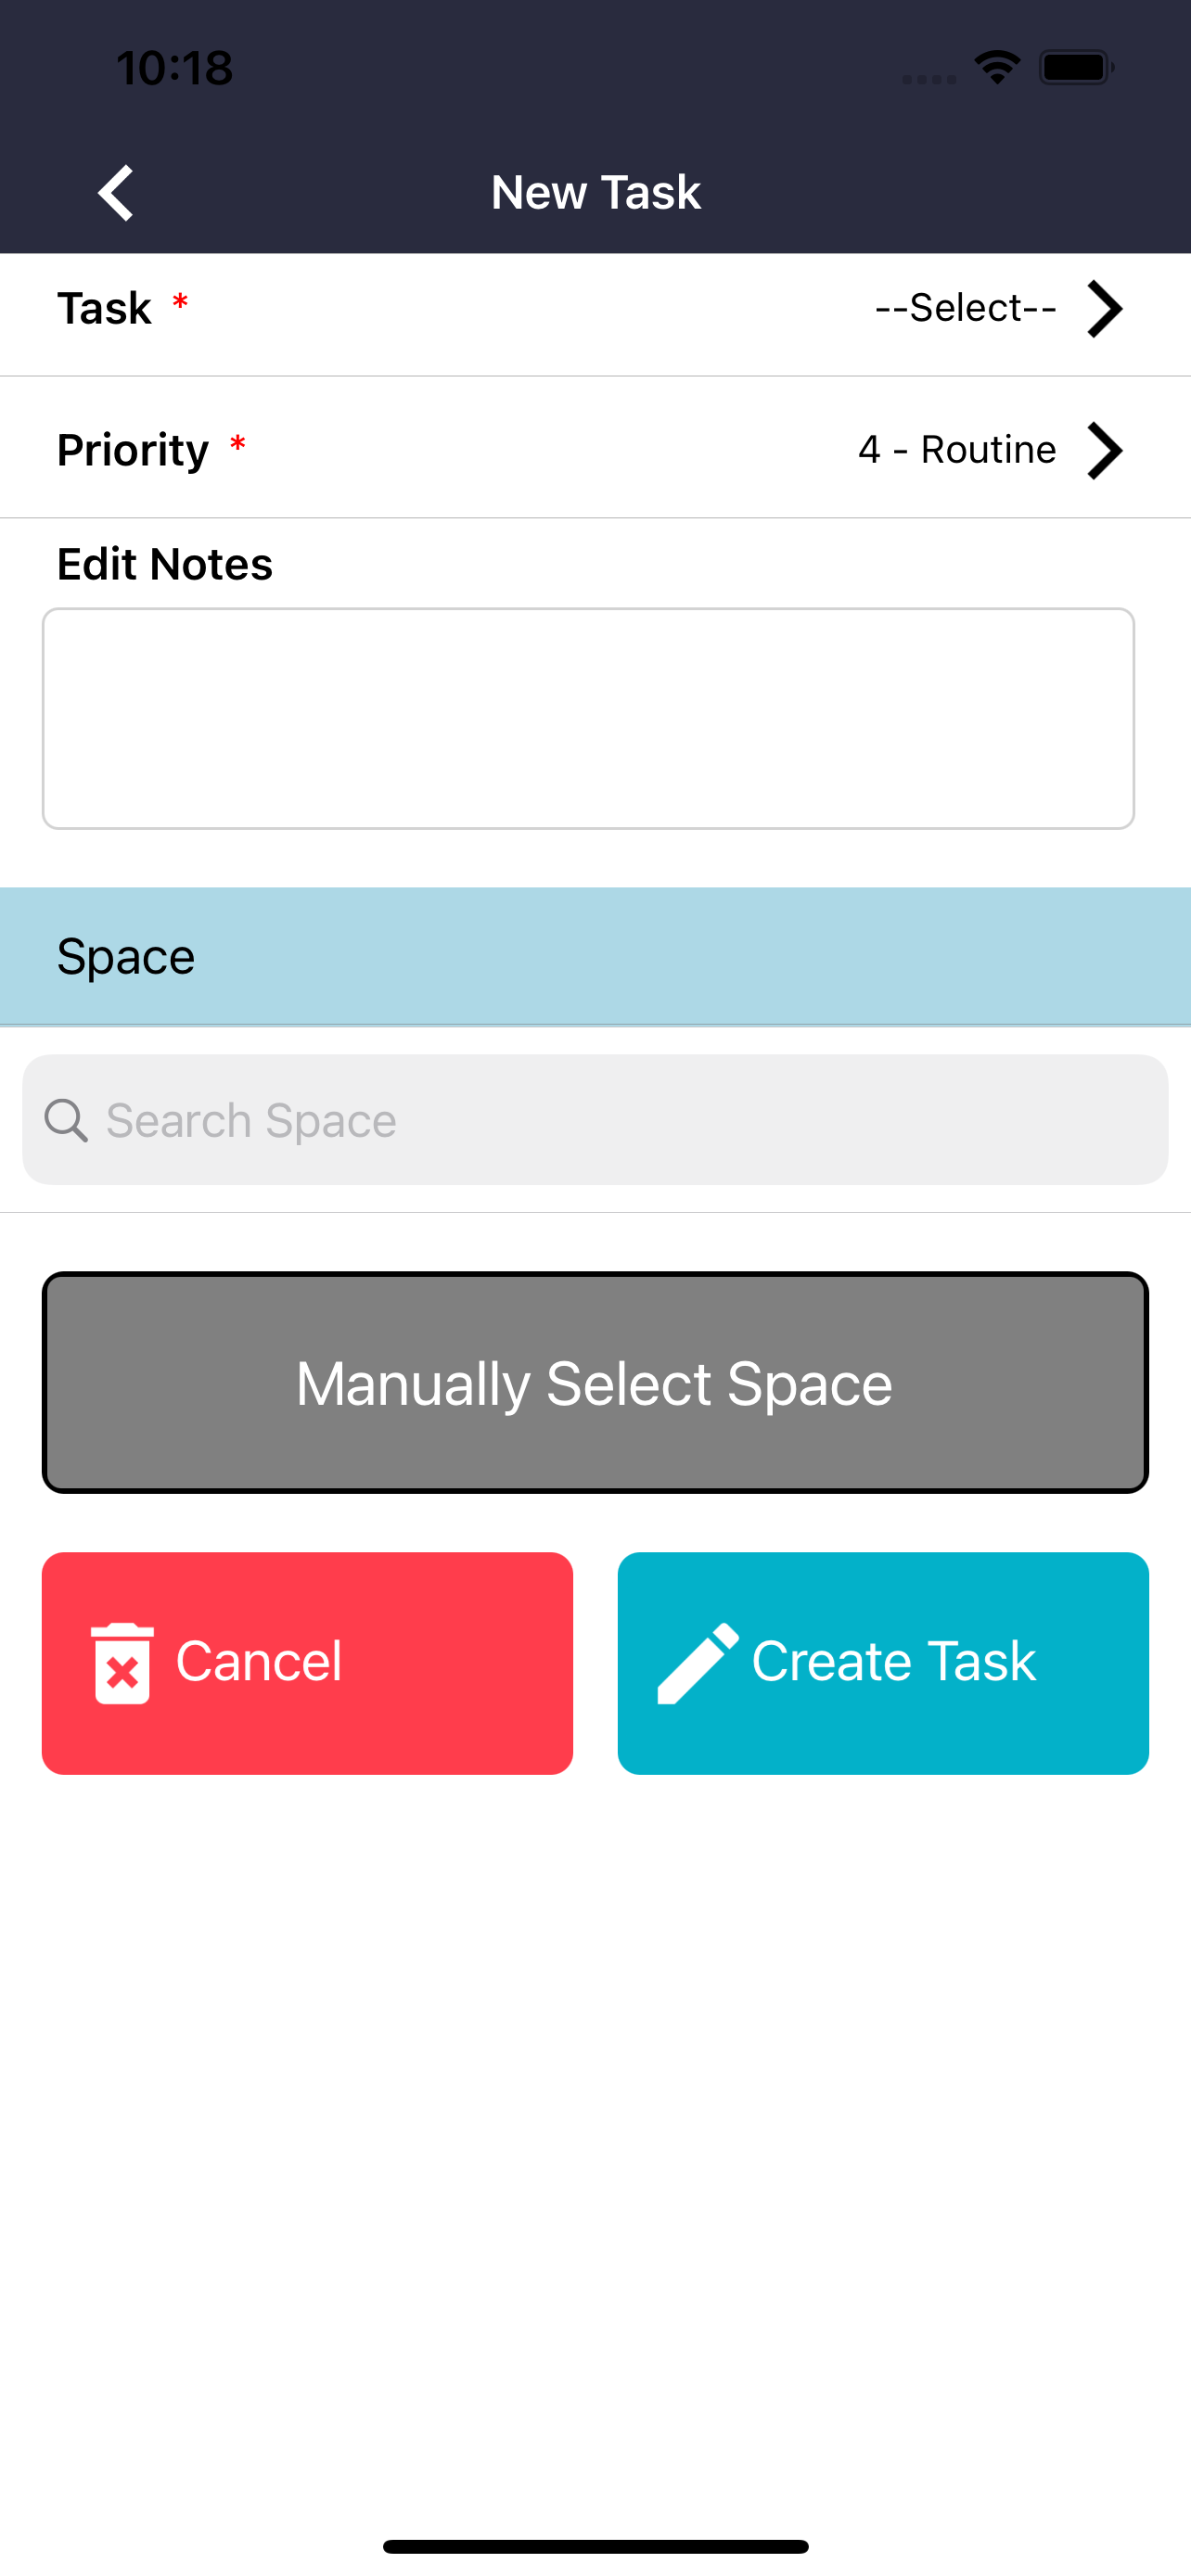 10:18
New Task
Task *
--Select--
Priority *
4 - Routine
Edit Notes
Space
Search Space
Manually Select Space
Cancel
Create Task